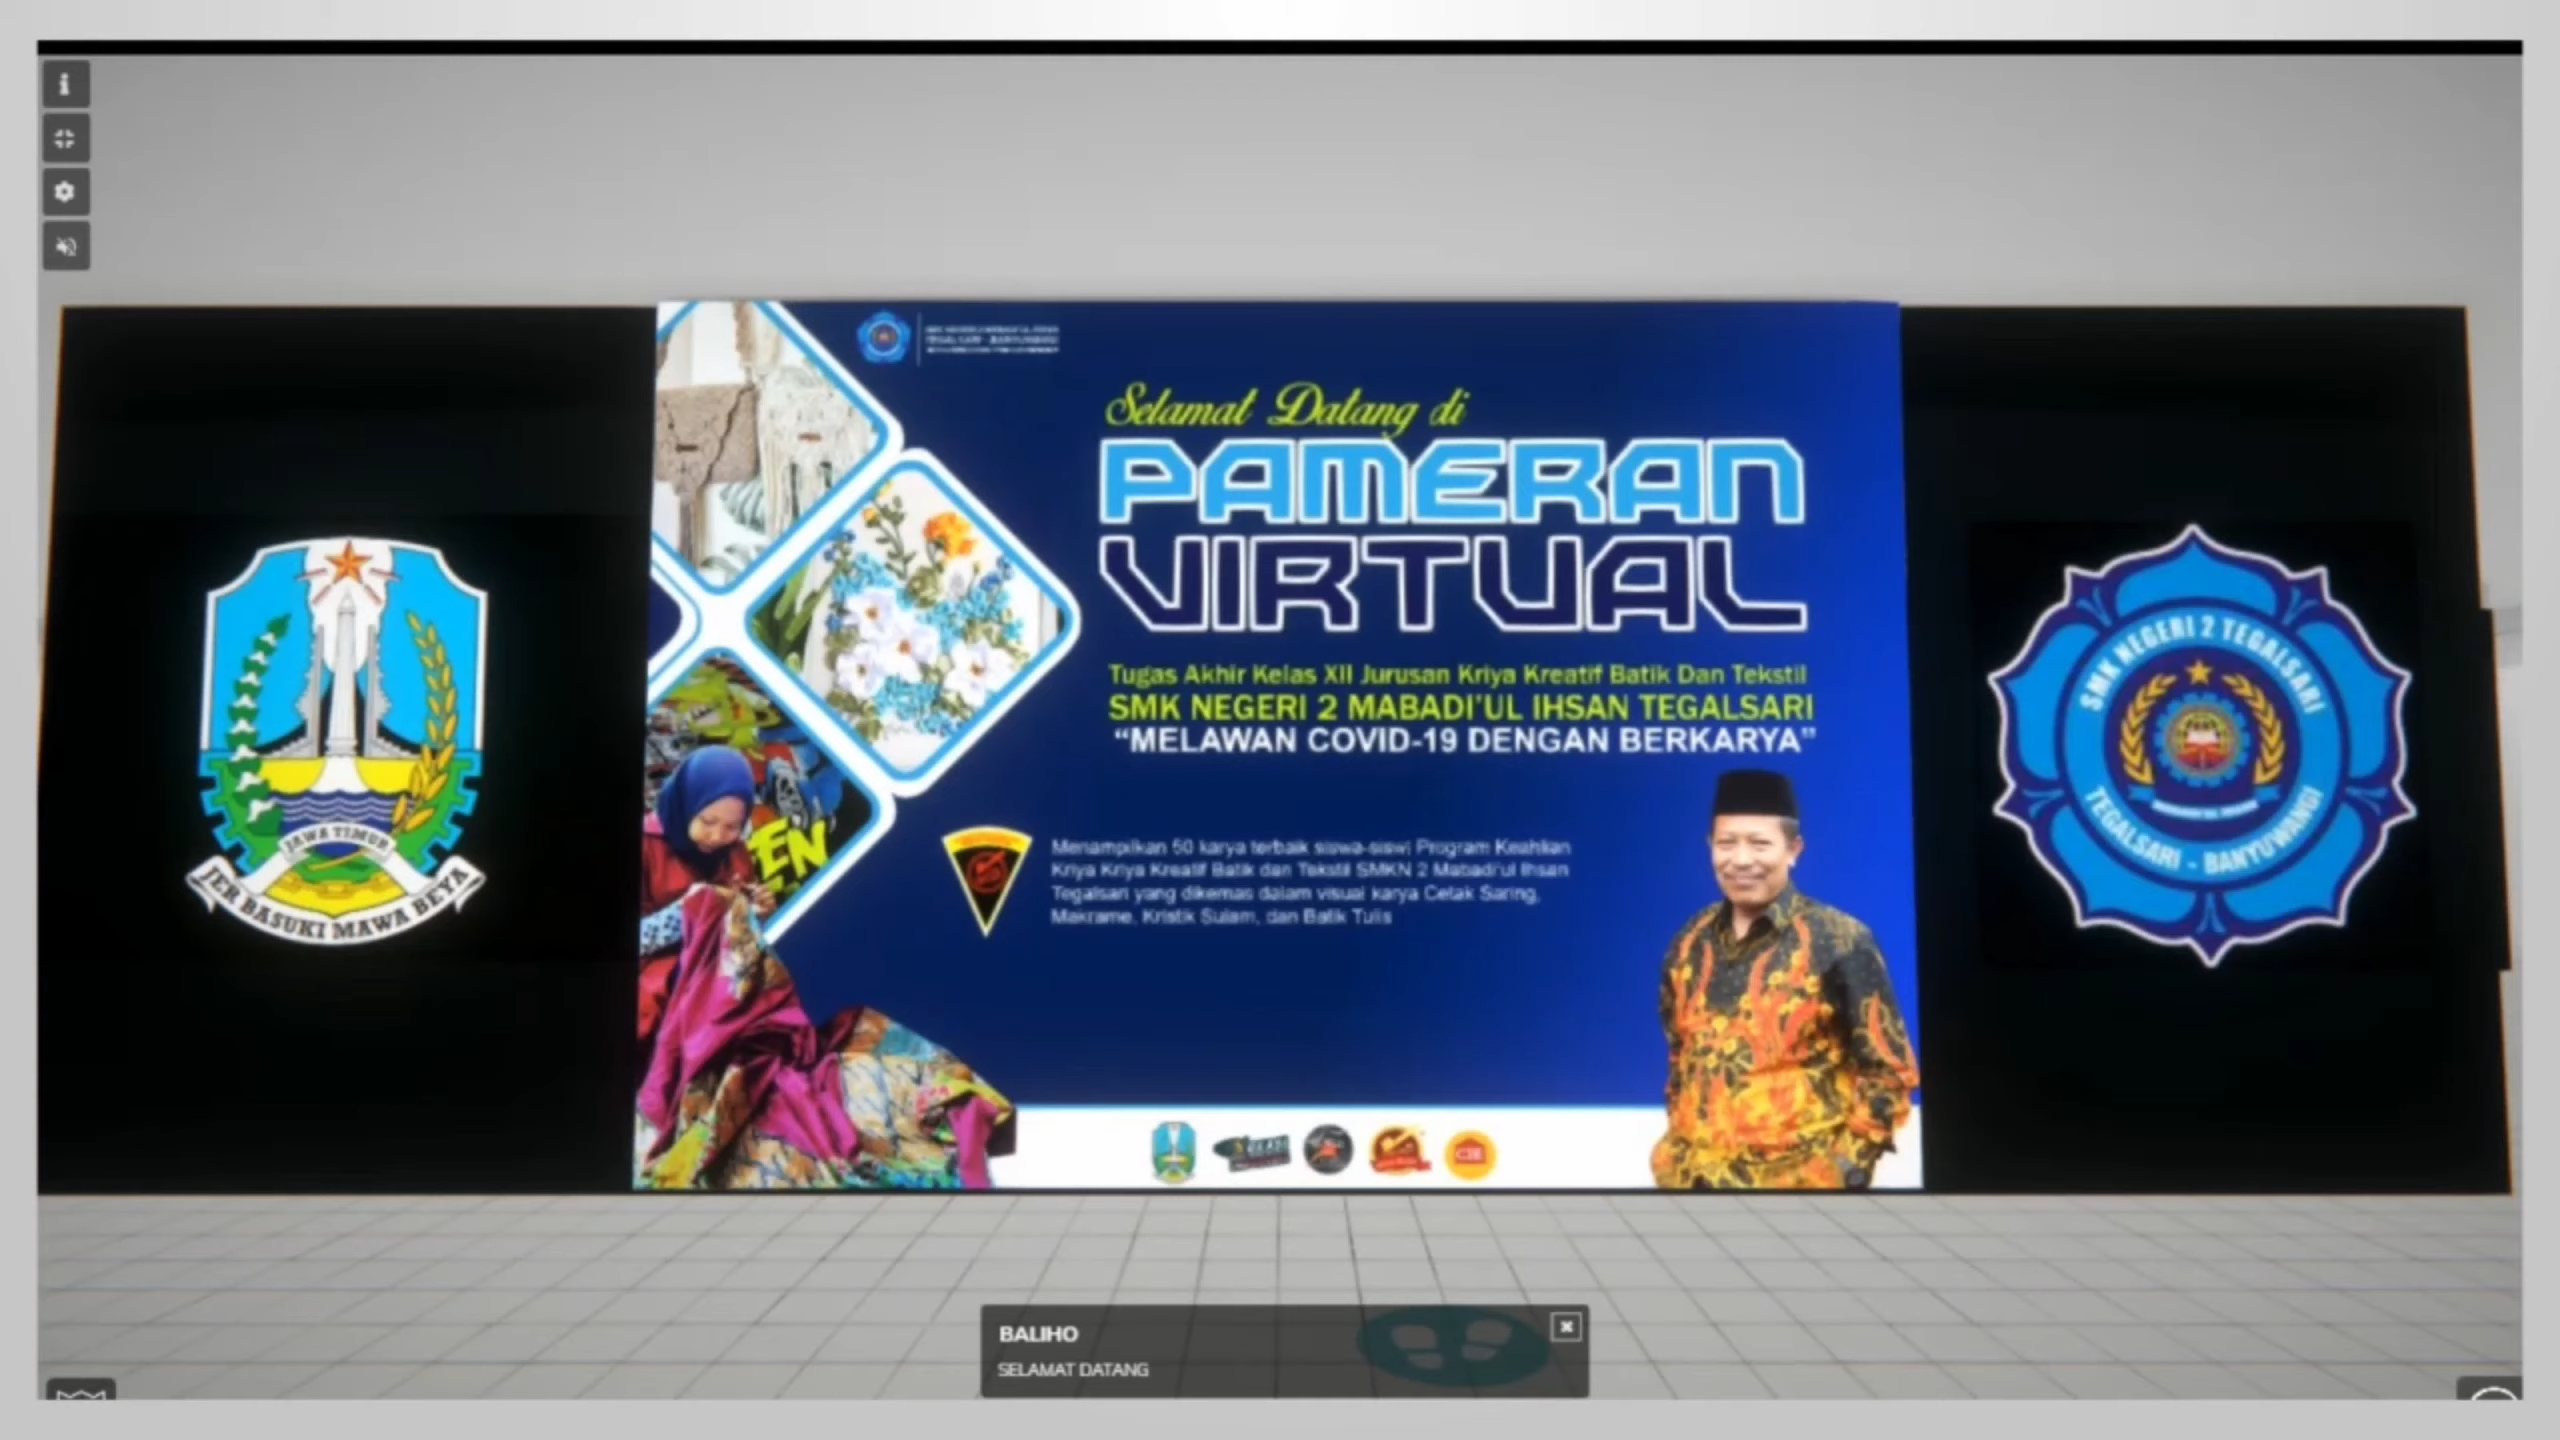 JAWA TIMUR
JER BASUKI MAWA BEYA
Selamat Datang di
PAMERAN
VIRTUAL
Tugas Akhir Kelas XII Jurusan Kriya Kreatif Batik Dan Tekstil
SMK NEGERI 2 MABADI'UL IHSAN TEGALSARI
“MELAWAN COVID-19 DENGAN BERKARYA”
Menampilkan 50 karya terbaik siswa-siswi Program Keahlian
Kriya Kriya Kreatif Batik dan Tekstil SMKN 2 Mabadi'ul Ihsan
Tegalsari yang dikemas dalam visual karya Cetak Saring,
Makrame, Kristik Sulam, dan Batik Tulis
EN
SMK NEGERI 2 TEGALSARI
TEGALSARI - BANYUWANGI
BALIHO
SELAMAT DATANG